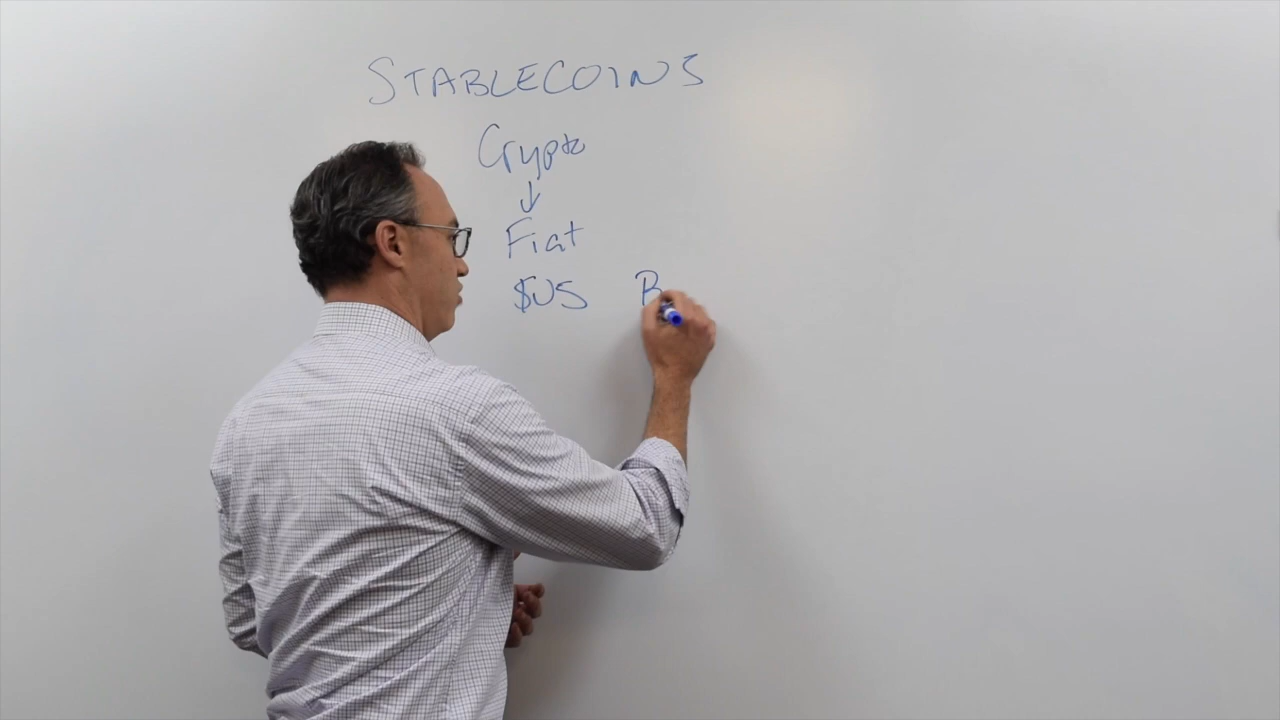 STABLECOINS
Crypto
↓
Fiat
$US B